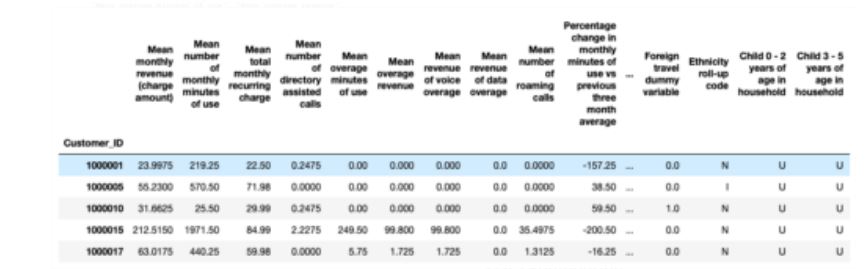 Mean monthly revenue (charge amount) Mean number of monthly minutes of use Mean total monthly recurring charge Mean number of directory assisted calls Mean average minutes of use Mean average revenue Mean revenue of voice overage Mean revenue of data overage Mean number of roaming calls Percentage change in monthly minutes of use vs previous three month average ... Foreign travel dummy variable Ethnicity roll-up code Child 0 - 2 years of age in household Child 3 - 5 years of age in household
Customer_ID
1000001 23.9975 219.25 22.50 0.2475 0.00 0.000 0.000 0.0 0.0000 -157.25 ... 0.0 N U U
1000005 55.2300 570.50 71.98 0.0000 0.00 0.000 0.000 0.0 0.0000 38.50 ... 0.0 I U U
1000010 31.6625 25.50 29.99 0.2475 0.00 0.000 0.000 0.0 0.0000 59.50 ... 1.0 N U U
1000015 212.5150 1971.50 84.99 2.2275 249.50 99.800 99.800 0.0 35.4975 -200.50 ... 0.0 N U U
1000017 63.0175 440.25 59.98 0.0000 5.75 1.725 1.725 0.0 1.3125 -16.25 ... 0.0 N U U